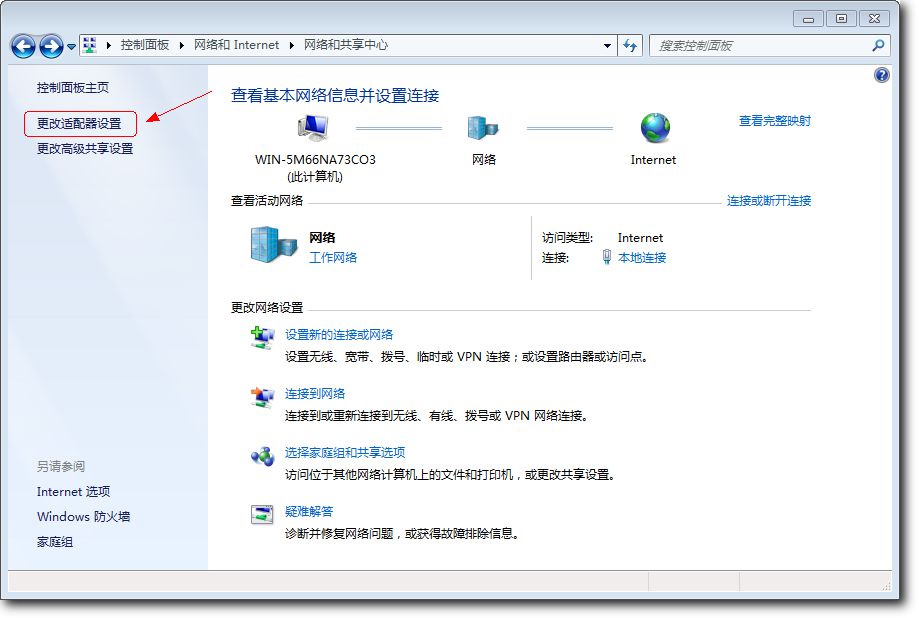 控制面板 网络和 Internet 网络和共享中心
搜索控制面板
控制面板主页
更改适配器设置
更改高级共享设置
另请参阅
Internet 选项
Windows 防火墙
家庭组
查看基本网络信息并设置连接
查看完整映射
WIN-5M66NA73CO3 网络 Internet
(此计算机)
查看活动网络 连接或断开连接
网络
工作网络
访问类型: Internet
连接: 本地连接
更改网络设置
设置新的连接或网络
设置无线、宽带、拨号、临时或 VPN 连接；或设置路由器或访问点。
连接到网络
连接到或重新连接到无线、有线、拨号或 VPN 网络连接。
选择家庭组和共享选项
访问位于其他网络计算机上的文件和打印机，或更改共享设置。
疑难解答
诊断并修复网络问题，或获得故障排除信息。